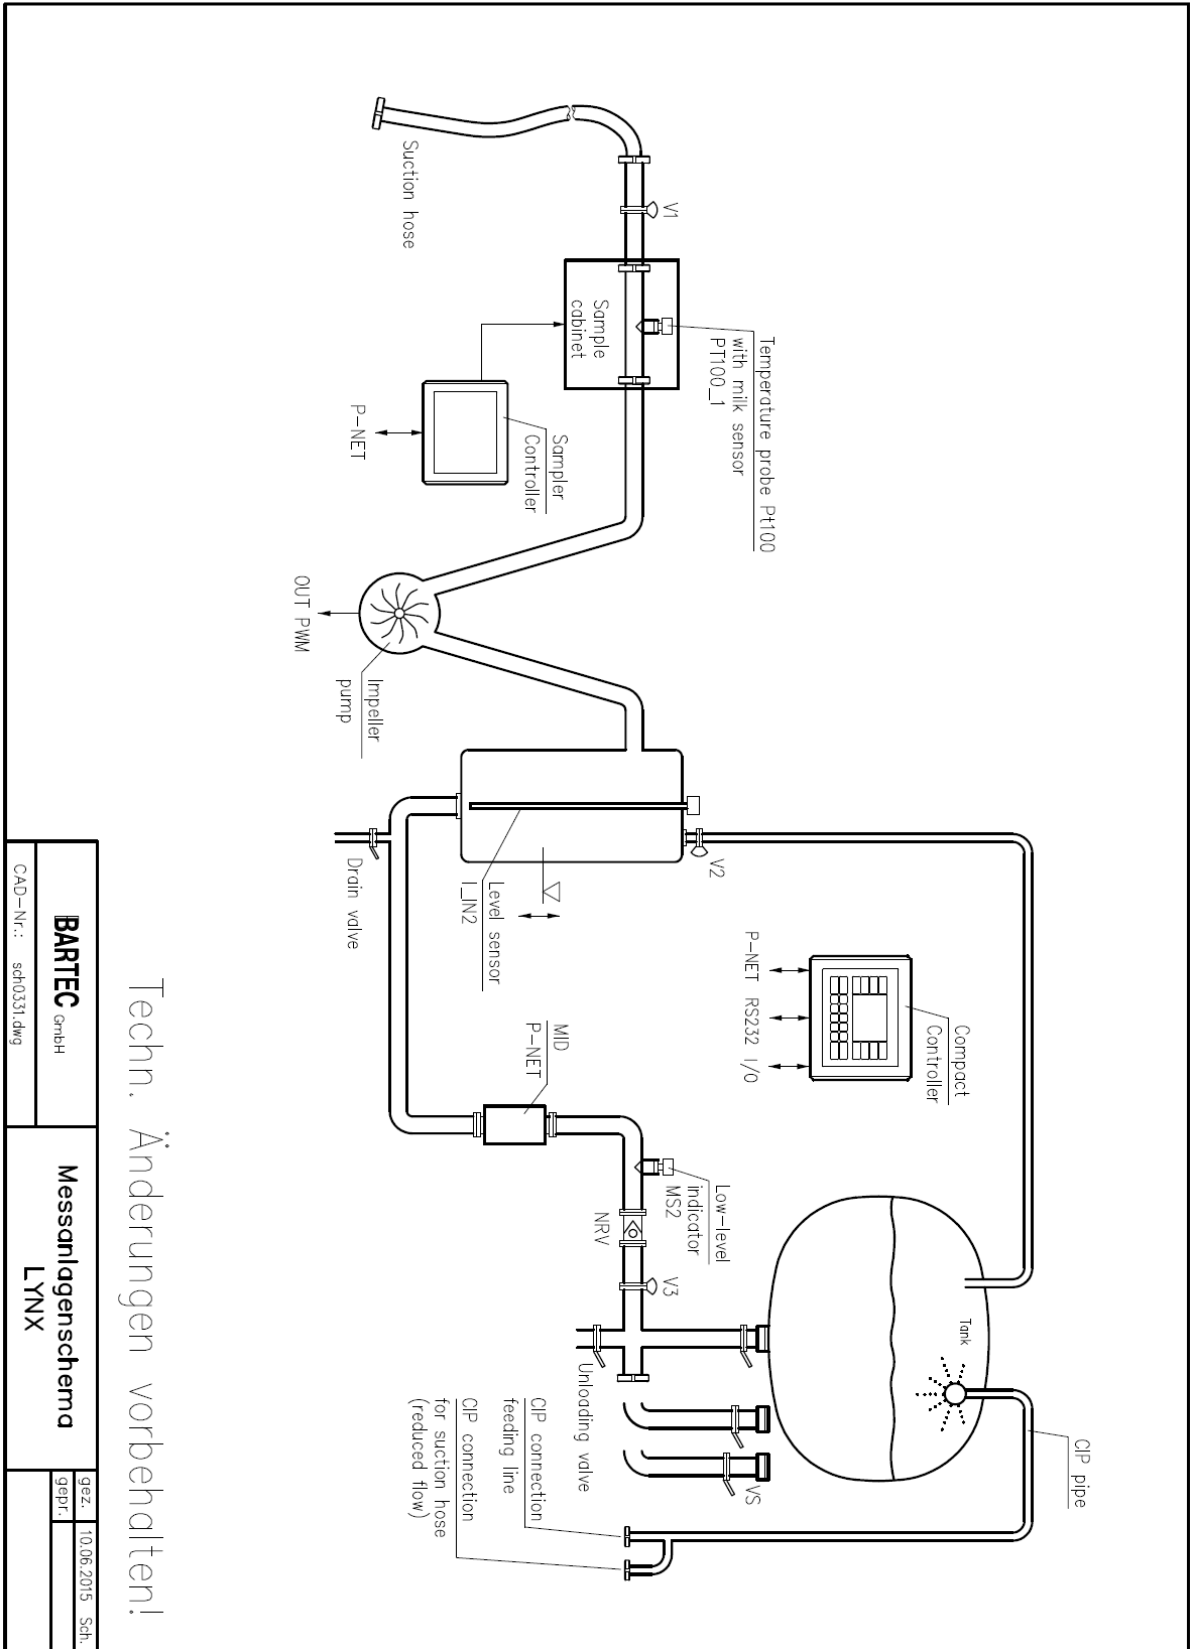 Suction hose
V1
Sample
cabinet
Temperature probe Pt100
with milk sensor
PT100_1
Sampler
Controller
P-NET
OUT PWM
Impeller
pump
V2
Level sensor
I_IN2
Drain valve
Compact
Controller
P-NET RS232 I/O
MID
P-NET
Low-level
indicator
MS2
NRV
V3
Tank
Unloading valve
VS
CIP pipe
CIP connection
feeding line
CIP connection
for suction hose
(reduced flow)
Techn. Änderungen vorbehalten!
BARTEC GmbH
CAD-Nr.: sch0331.dwg
Messanlagenschema
LYNX
gez. 10.06.2015 Sch.
gepr.